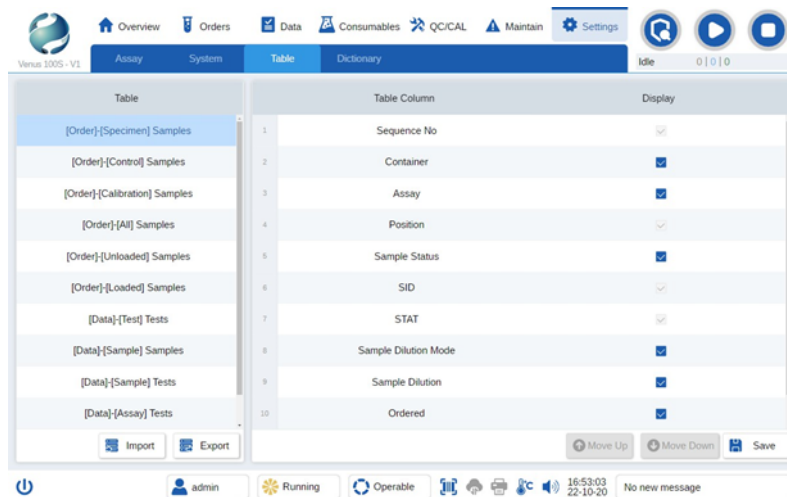 Overview Orders Data Consumables QC/CAL Maintain Settings
Venus 100S - V1 Assay System Table Dictionary Idle 0 | 0 | 0
Table Table Column Display
[Order]-[Specimen] Samples 1 Sequence No
[Order]-[Control] Samples 2 Container
[Order]-[Calibration] Samples 3 Assay
[Order]-[All] Samples 4 Position
[Order]-[Unloaded] Samples 5 Sample Status
[Order]-[Loaded] Samples 6 SID
[Data]-[Test] Tests 7 STAT
[Data]-[Sample] Samples 8 Sample Dilution Mode
[Data]-[Sample] Tests 9 Sample Dilution
[Data]-[Assay] Tests 10 Ordered
Import Export Move Up Move Down Save
admin Running Operable °C 16:53:03 No new message
22-10-20